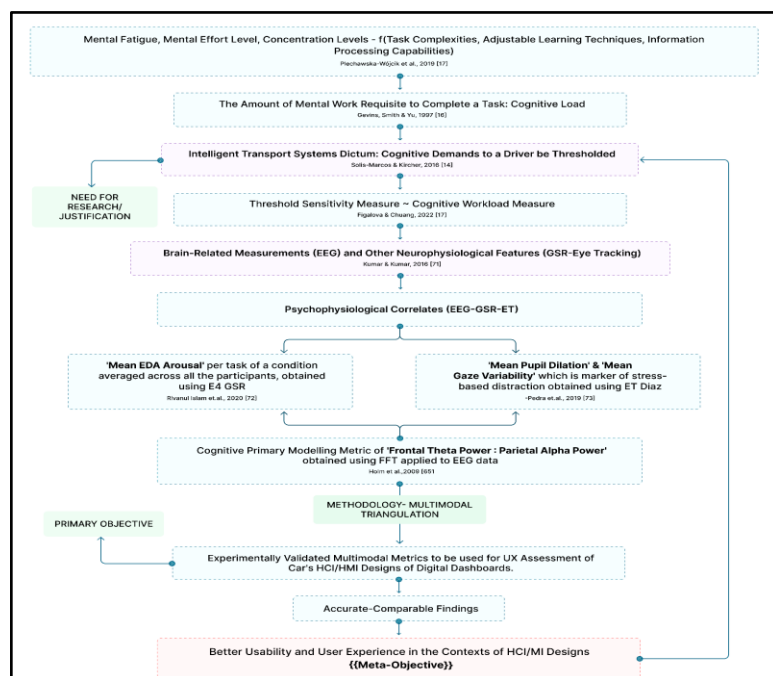 Mental Fatigue, Mental Effort Level, Concentration Levels - f(Task Complexities, Adjustable Learning Techniques, Information
Processing Capabilities)
Piechawska-Wójcik et al., 2019 [17]
The Amount of Mental Work Requisite to Complete a Task: Cognitive Load
Gevins, Smith & Yu, 1997 [16]
Intelligent Transport Systems Dictum: Cognitive Demands to a Driver be Thresholded
Solis-Marcos & Kircher, 2016 [14]
NEED FOR
RESEARCH/
JUSTIFICATION
Threshold Sensitivity Measure ~ Cognitive Workload Measure
Figalova & Chuang, 2022 [17]
Brain-Related Measurements (EEG) and Other Neurophysiological Features (GSR-Eye Tracking)
Kumar & Kumar, 2016 [71]
Psychophysiological Correlates (EEG-GSR-ET)
'Mean EDA Arousal' per task of a condition
averaged across all the participants, obtained
using E4 GSR
Rivanul Islam et.al., 2020 [72]
'Mean Pupil Dilation' & 'Mean
Gaze Variability' which is marker of stress-
based distraction obtained using ET Diaz
-Pedra et.al., 2019 [73]
Cognitive Primary Modelling Metric of 'Frontal Theta Power : Parietal Alpha Power'
obtained using FFT applied to EEG data
Holm et al.,2009 [651
METHODOLOGY- MULTIMODAL
TRIANGULATION
PRIMARY OBJECTIVE
Experimentally Validated Multimodal Metrics to be used for UX Assessment of
Car's HCI/HMI Designs of Digital Dashboards.
Accurate-Comparable Findings
Better Usability and User Experience in the Contexts of HCI/MI Designs
{{Meta-Objective}}